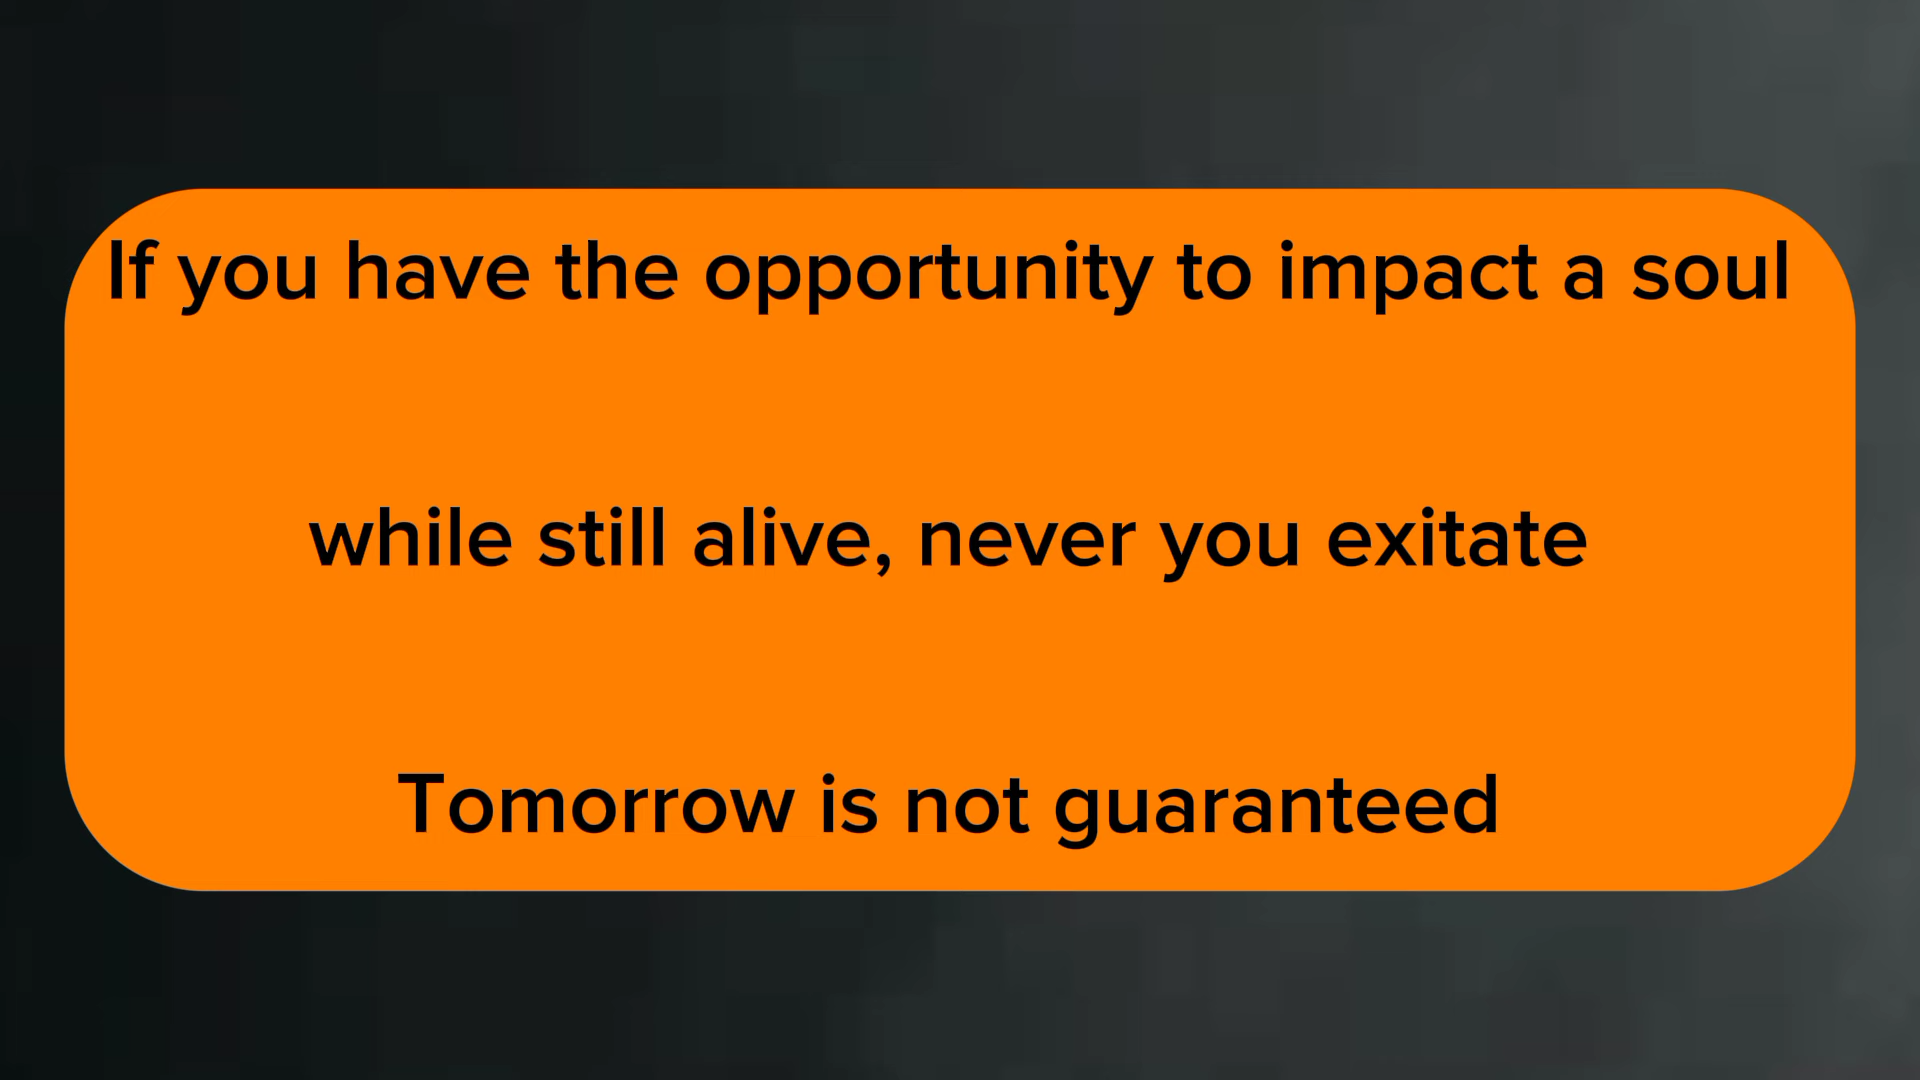 If you have the opportunity to impact a soul
while still alive, never you exitate
Tomorrow is not guaranteed